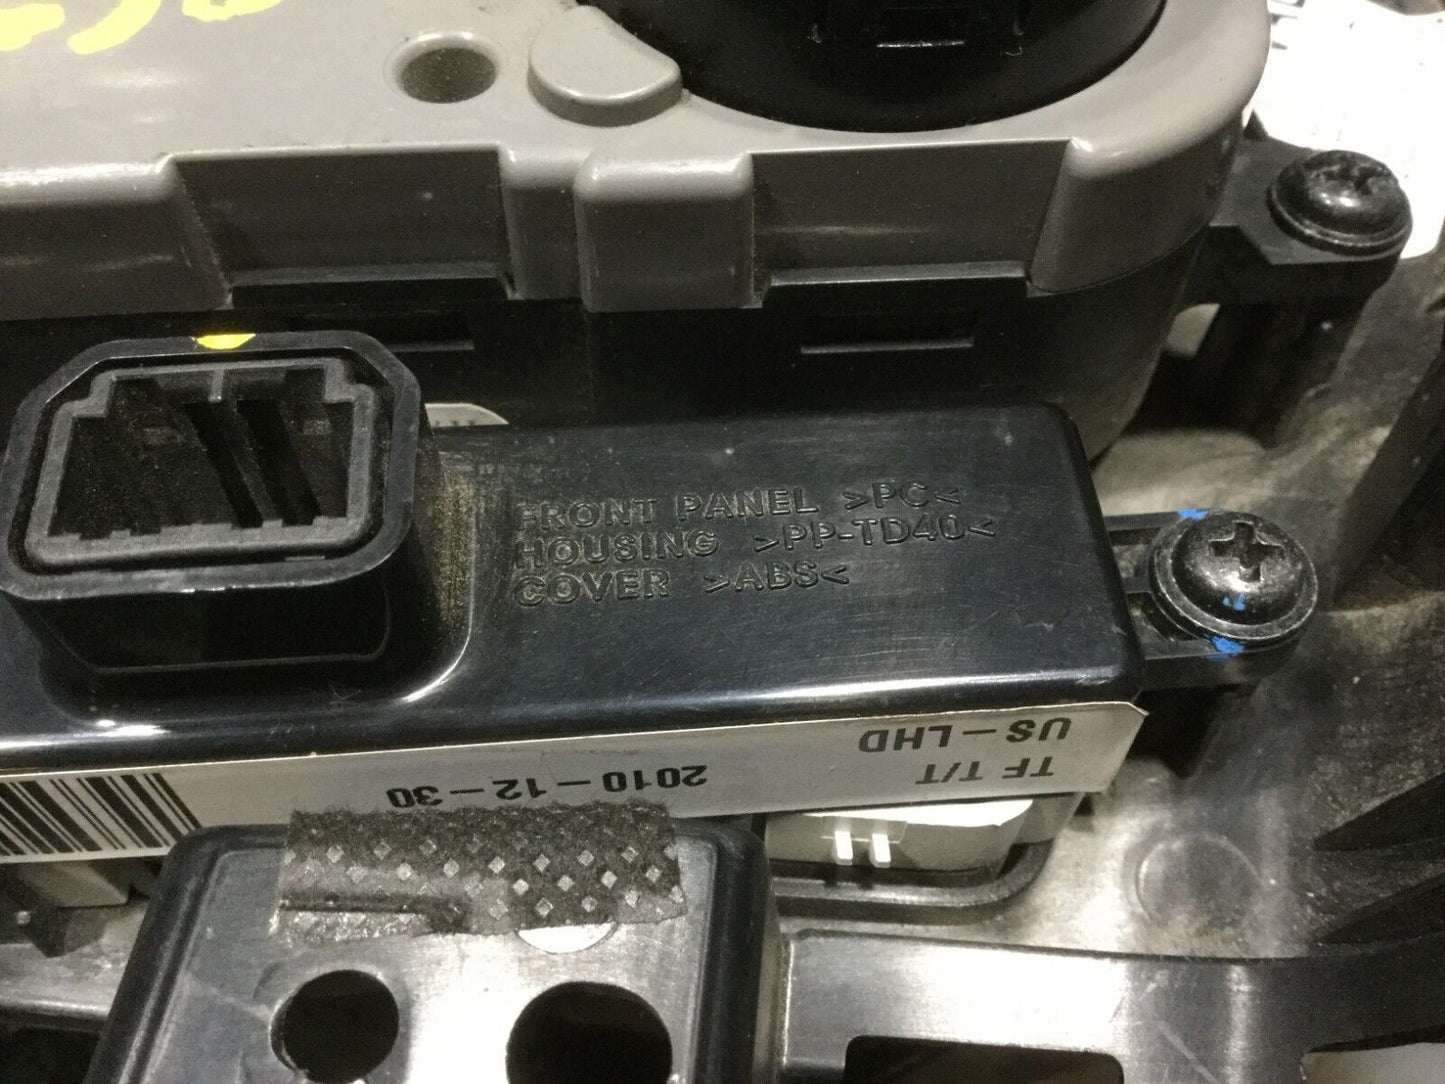 FRONT PANEL >PC<
HOUSING >PP-TD40<
COVER >ABS<
US-LHD
TF T/T
2010-12-30